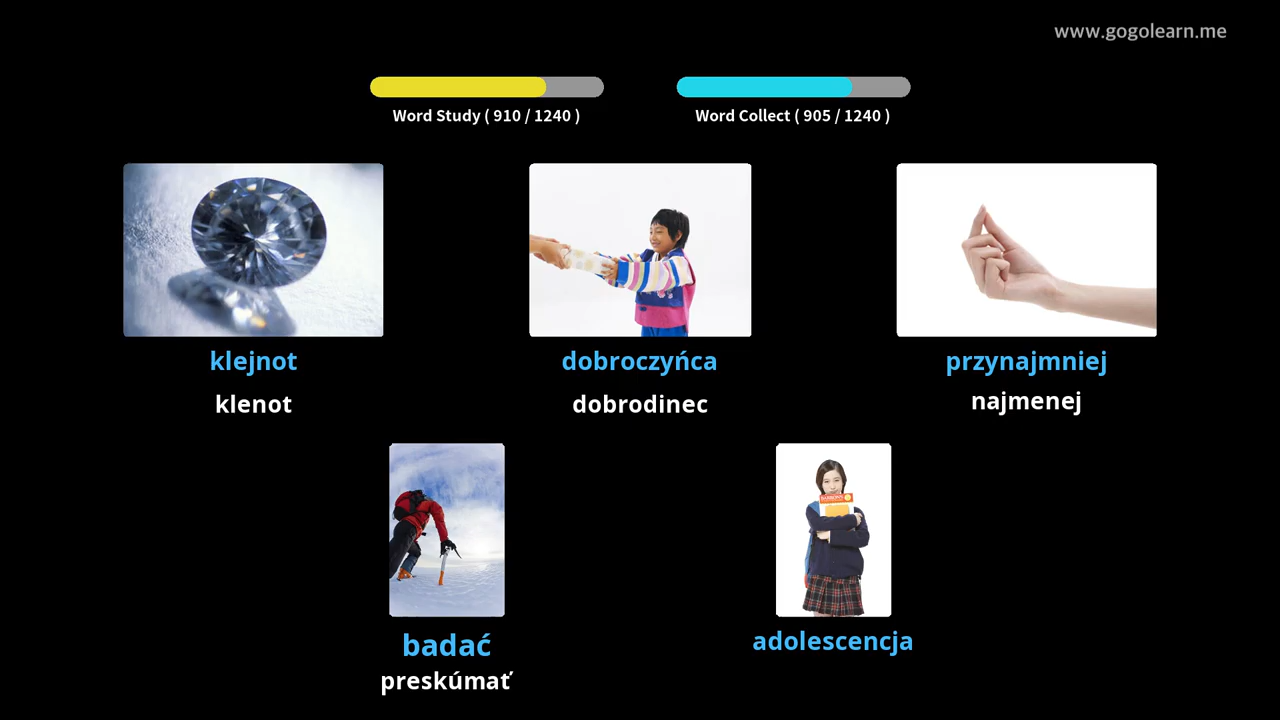 www.gogolearn.me
Word Study ( 910 / 1240 )
Word Collect ( 905 / 1240 )
klejnot
dobroczyńca
przynajmniej
klenot
dobrodinec
najmenej
BARRON'S
badać
adolescencja
preskúmať